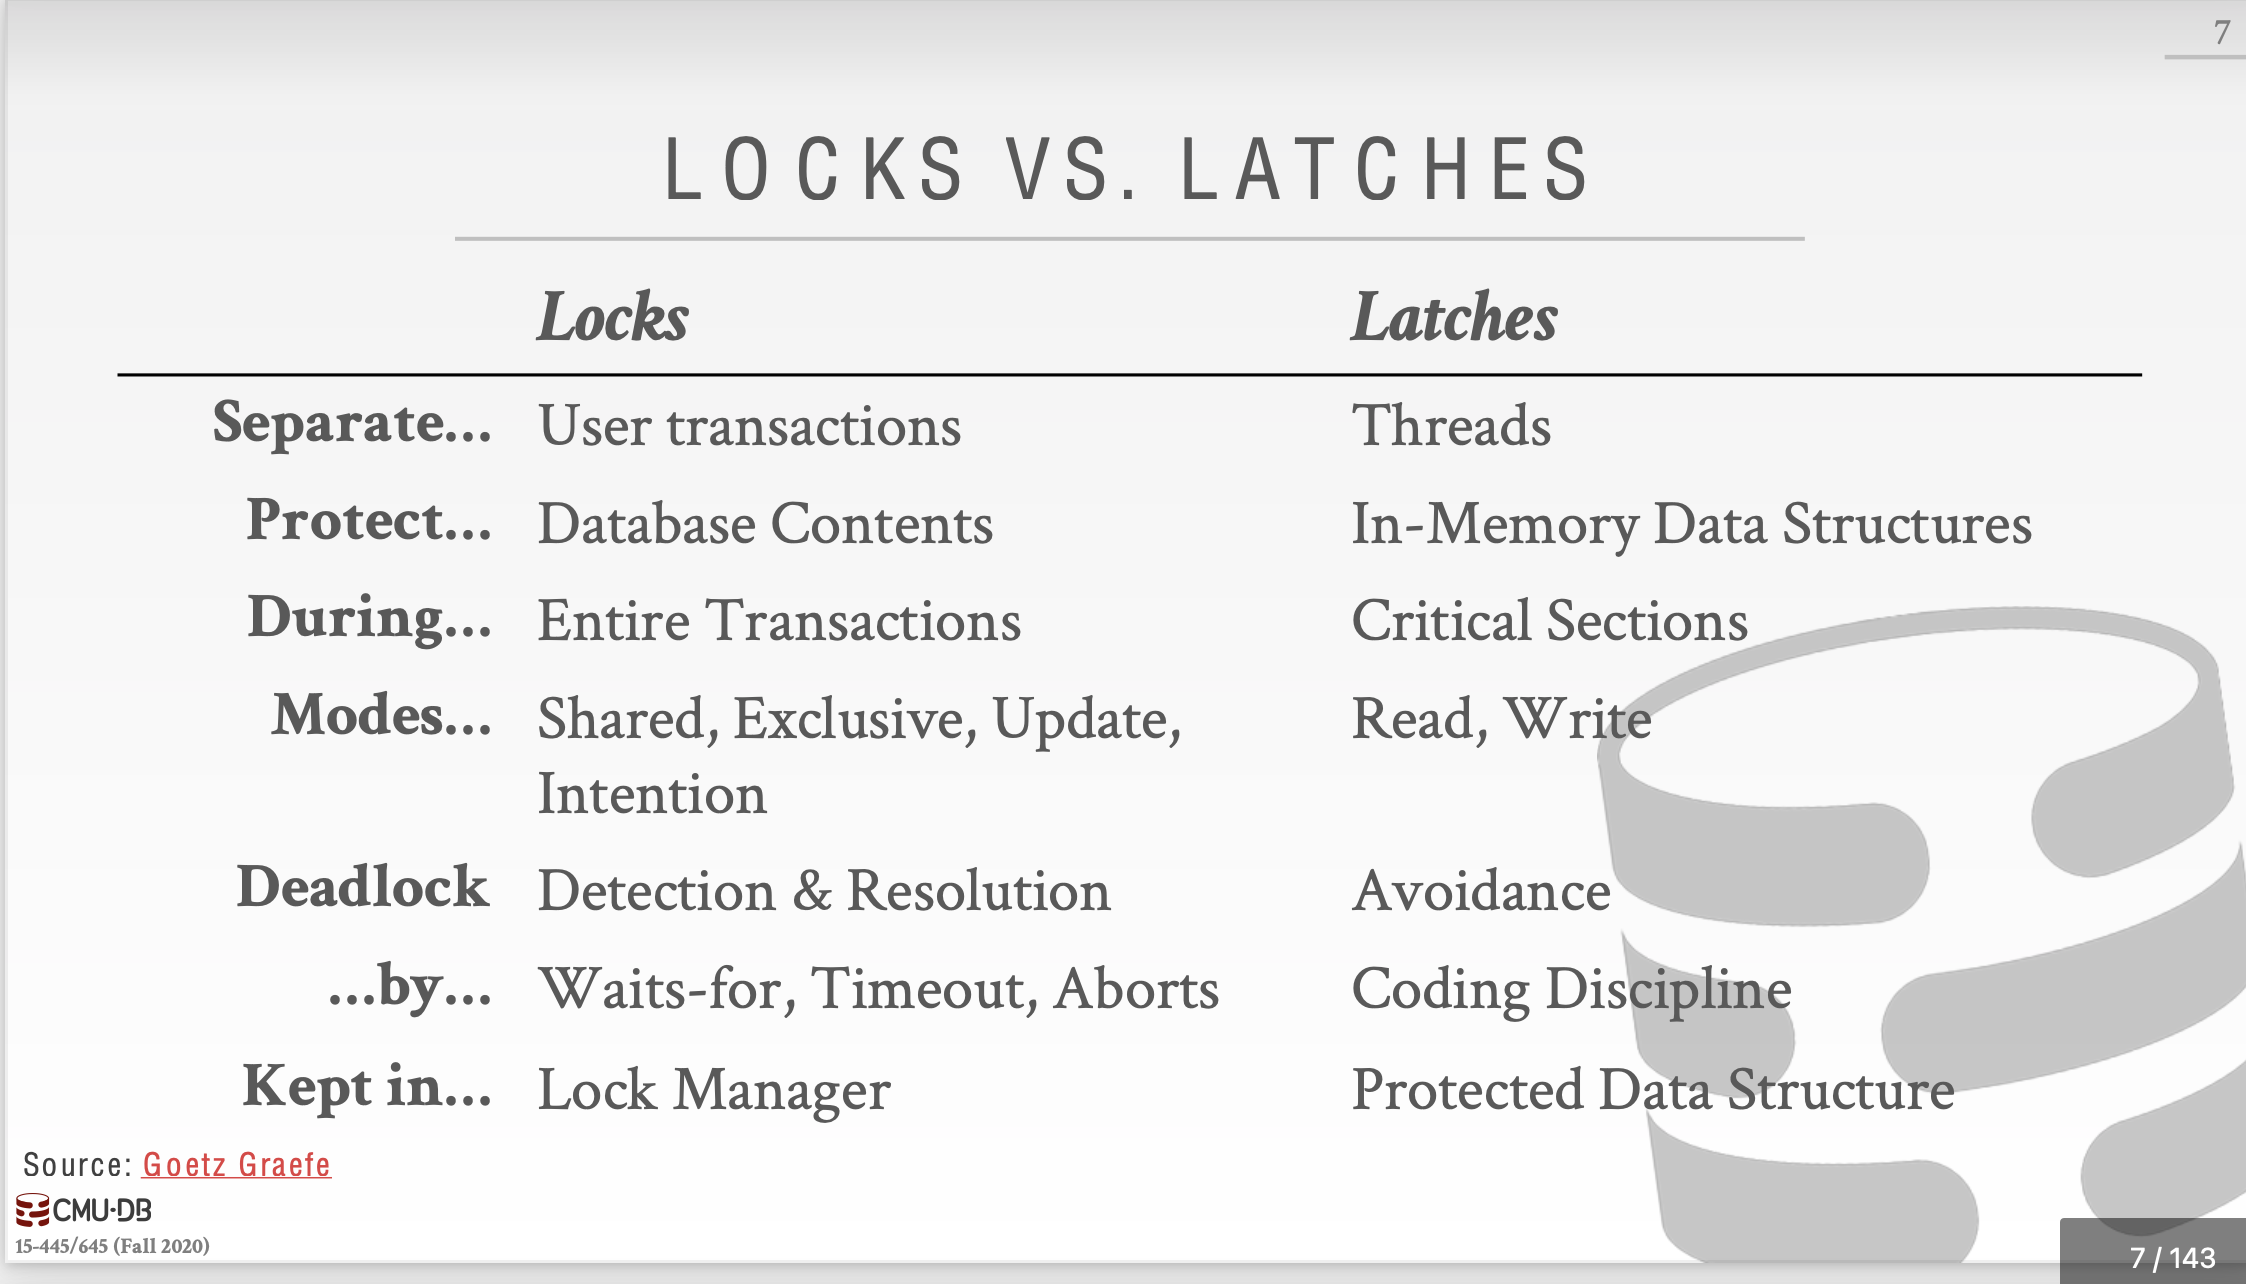 7
LOCKS VS. LATCHES
Locks Latches
Separate... User transactions Threads
Protect... Database Contents In-Memory Data Structures
During... Entire Transactions Critical Sections
Modes... Shared, Exclusive, Update, Read, Write
Intention
Deadlock Detection & Resolution Avoidance
...by... Waits-for, Timeout, Aborts Coding Discipline
Kept in... Lock Manager Protected Data Structure
Source: Goetz Graefe
CMU·DB
15-445/645 (Fall 2020)
7 / 143